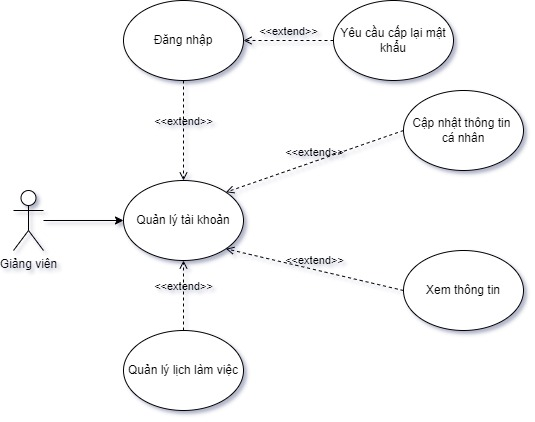 Đăng nhập
<<extend>>
Yêu cầu cấp lại mật
khẩu
<<extend>>
Cập nhật thông tin
cá nhân
<<extend>>
Quản lý tài khoản
Giảng viên
<<extend>>
Xem thông tin
<<extend>>
Quản lý lịch làm việc